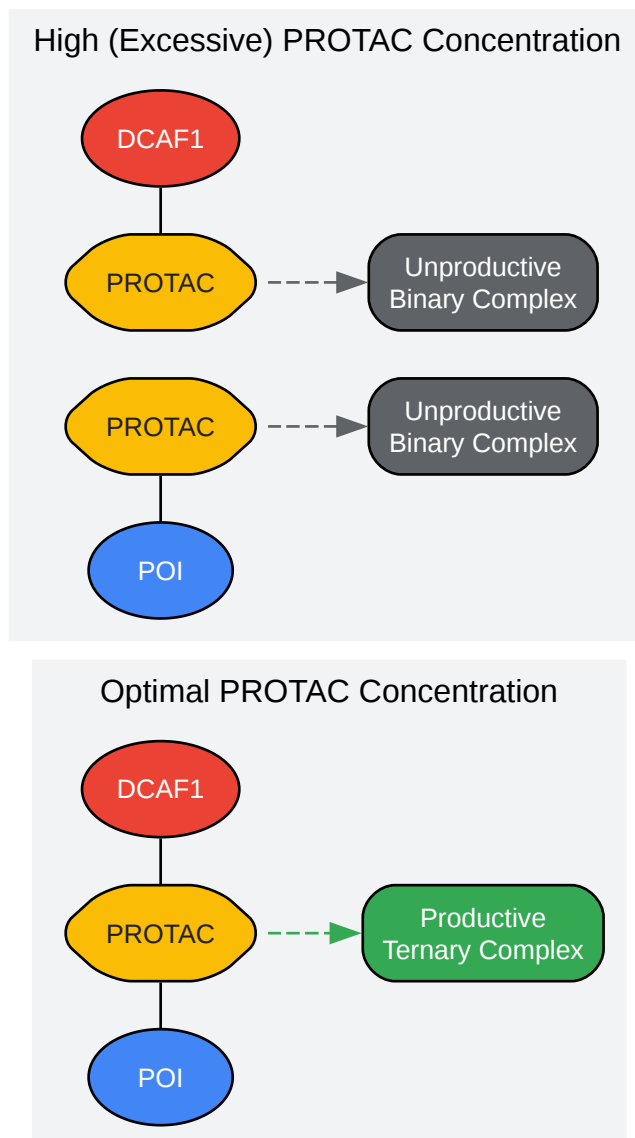 High (Excessive) PROTAC Concentration
DCAF1
PROTAC
Unproductive
Binary Complex
PROTAC
Unproductive
Binary Complex
POI
Optimal PROTAC Concentration
DCAF1
PROTAC
Productive
Ternary Complex
POI